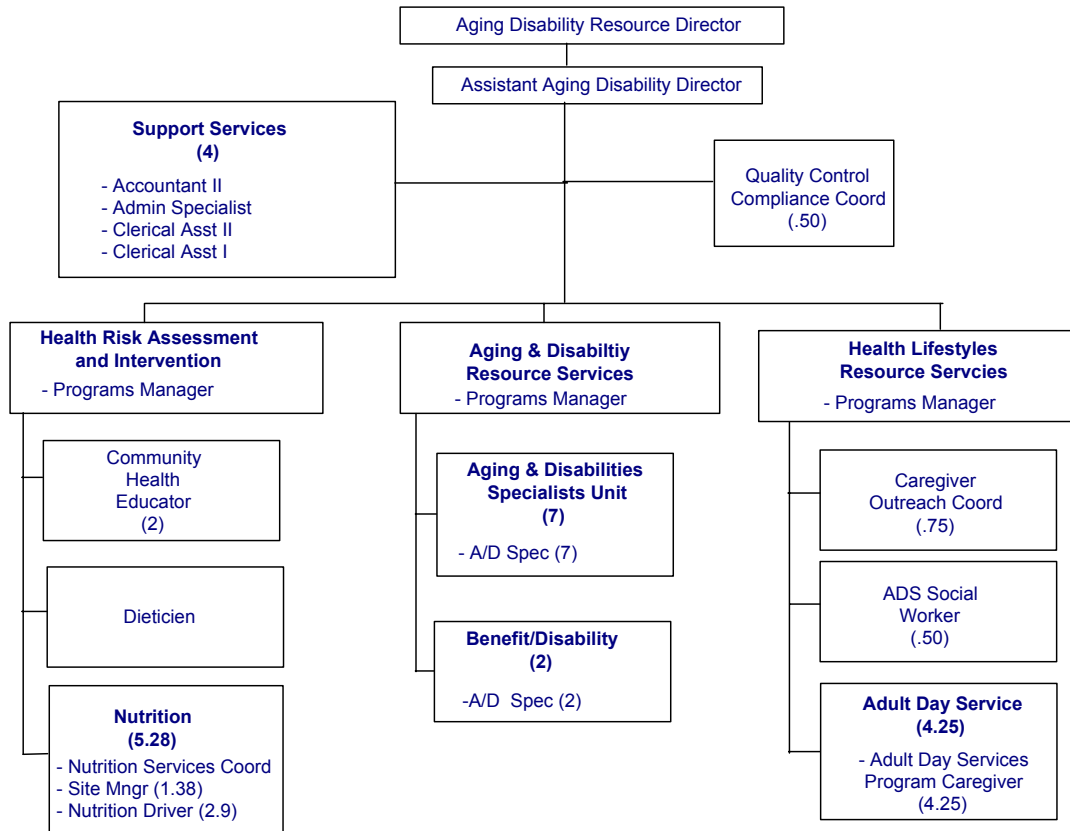 Aging Disability Resource Director
Assistant Aging Disability Director
Support Services
(4)
- Accountant II
- Admin Specialist
- Clerical Asst II
- Clerical Asst I
Quality Control
Compliance Coord
(.50)
Health Risk Assessment
and Intervention
- Programs Manager
Community
Health
Educator
(2)
Dieticien
Nutrition
(5.28)
- Nutrition Services Coord
- Site Mngr (1.38)
- Nutrition Driver (2.9)
Aging & Disabiltiy
Resource Services
- Programs Manager
Aging & Disabilities
Specialists Unit
(7)
- A/D Spec (7)
Benefit/Disability
(2)
-A/D Spec (2)
Health Lifestyles
Resource Servcies
- Programs Manager
Caregiver
Outreach Coord
(.75)
ADS Social
Worker
(.50)
Adult Day Service
(4.25)
- Adult Day Services
Program Caregiver
(4.25)